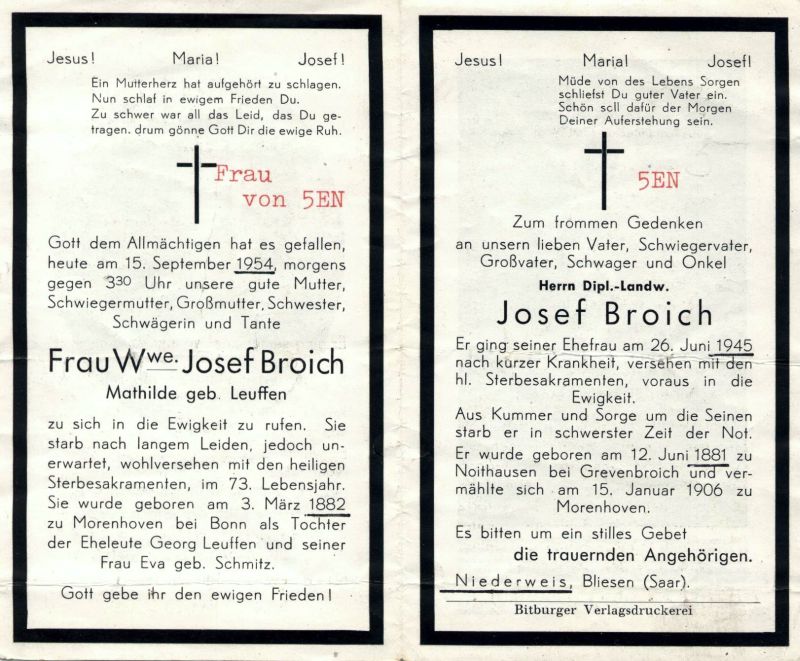 Jesus! Maria! Josef!
Ein Mutterherz hat aufgehört zu schlagen.
Nun schlaf in ewigem Frieden Du.
Zu schwer war all das Leid, das Du ge-
tragen. drum gönne Gott Dir die ewige Ruh.
Frau
von 5EN
Gott dem Allmächtigen hat es gefallen,
heute am 15. September 1954, morgens
gegen 3³⁰ Uhr unsere gute Mutter,
Schwiegermutter, Großmutter, Schwester,
Schwägerin und Tante
Frau Wwe. Josef Broich
Mathilde geb. Leuffen
zu sich in die Ewigkeit zu rufen. Sie
starb nach langem Leiden, jedoch un-
erwartet, wohlversehen mit den heiligen
Sterbesakramenten, im 73. Lebensjahr.
Sie wurde geboren am 3. März 1882
zu Morenhoven bei Bonn als Tochter
der Eheleute Georg Leuffen und seiner
Frau Eva geb. Schmitz.
Gott gebe ihr den ewigen Frieden!
Jesus! Maria! Josef!
Müde von des Lebens Sorgen
schliefst Du guter Vater ein.
Schön scll dafür der Morgen
Deiner Auferstehung sein.
5EN
Zum frommen Gedenken
an unsern lieben Vater, Schwiegervater,
Großvater, Schwager und Onkel
Herrn Dipl.-Landw.
Josef Broich
Er ging seiner Ehefrau am 26. Juni 1945
nach kurzer Krankheit, versehen mit den
hl. Sterbesakramenten, voraus in die
Ewigkeit.
Aus Kummer und Sorge um die Seinen
starb er in schwerster Zeit der Not.
Er wurde geboren am 12. Juni 1881 zu
Noithausen bei Grevenbroich und ver-
mählte sich am 15. Januar 1906 zu
Morenhoven.
Es bitten um ein stilles Gebet
die trauernden Angehörigen.
Niederweis, Bliesen (Saar).
Bitburger Verlagsdruckerei